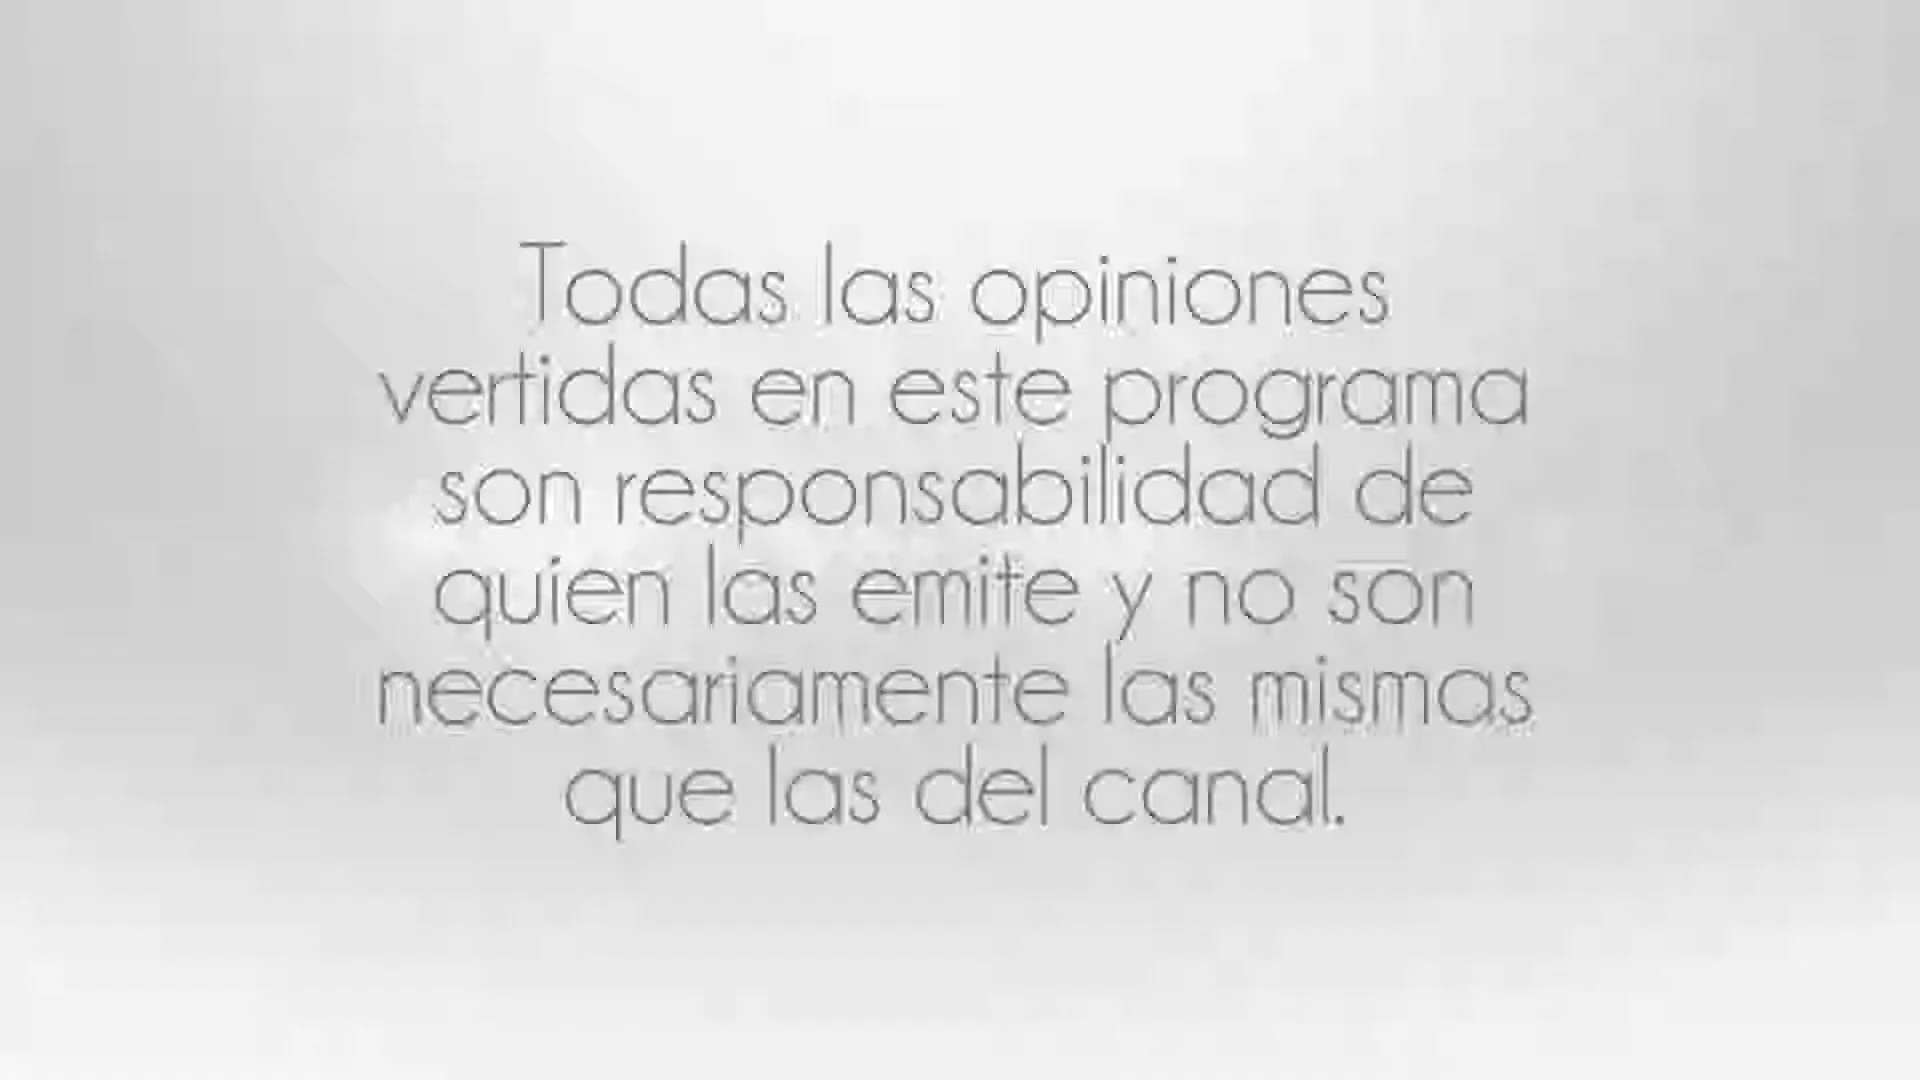 Todas las opiniones
vertidas en este programa
son responsabilidad de
quien las emite y no son
necesariamente las mismas
que las del canal.